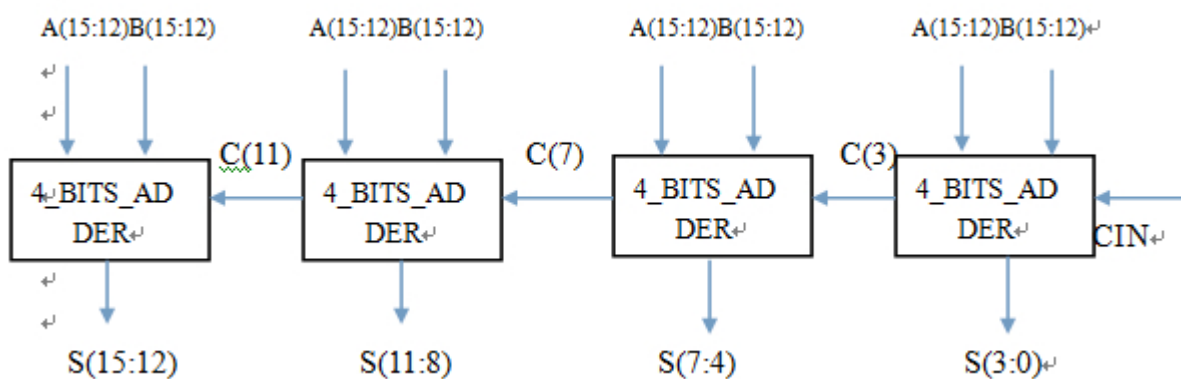 A(15:12)B(15:12) A(15:12)B(15:12) A(15:12)B(15:12) A(15:12)B(15:12)
C(11) C(7) C(3)
4_BITS_AD 4_BITS_AD 4_BITS_AD 4_BITS_AD
DER DER DER DER
CIN
S(15:12) S(11:8) S(7:4) S(3:0)